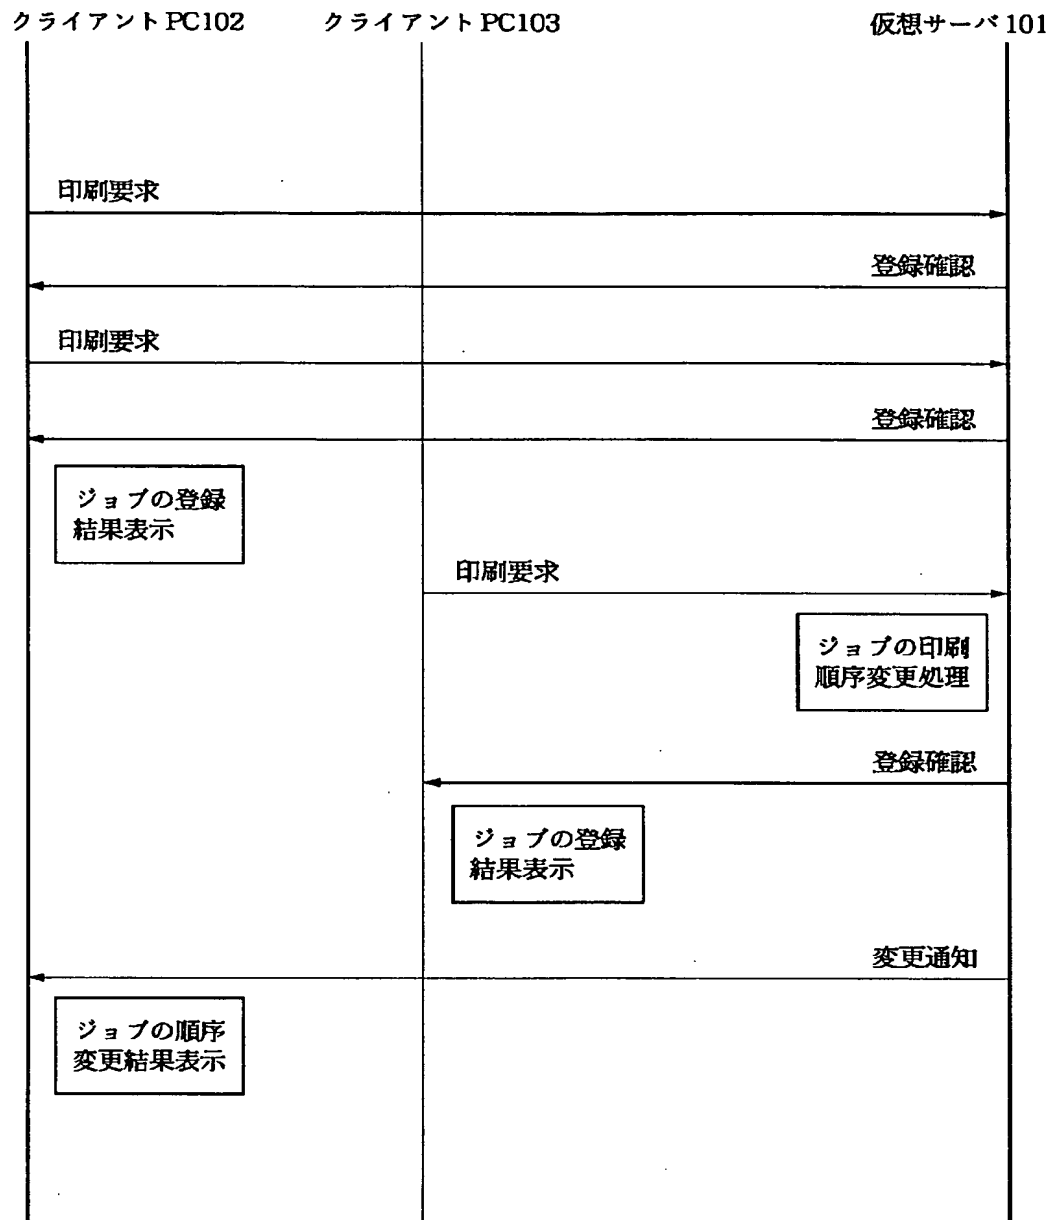 クライアントPC102
クライアントPC103
仮想サーバ101
印刷要求
登録確認
印刷要求
登録確認
ジョブの登録
結果表示
印刷要求
ジョブの印刷
順序変更処理
登録確認
ジョブの登録
結果表示
変更通知
ジョブの順序
変更結果表示